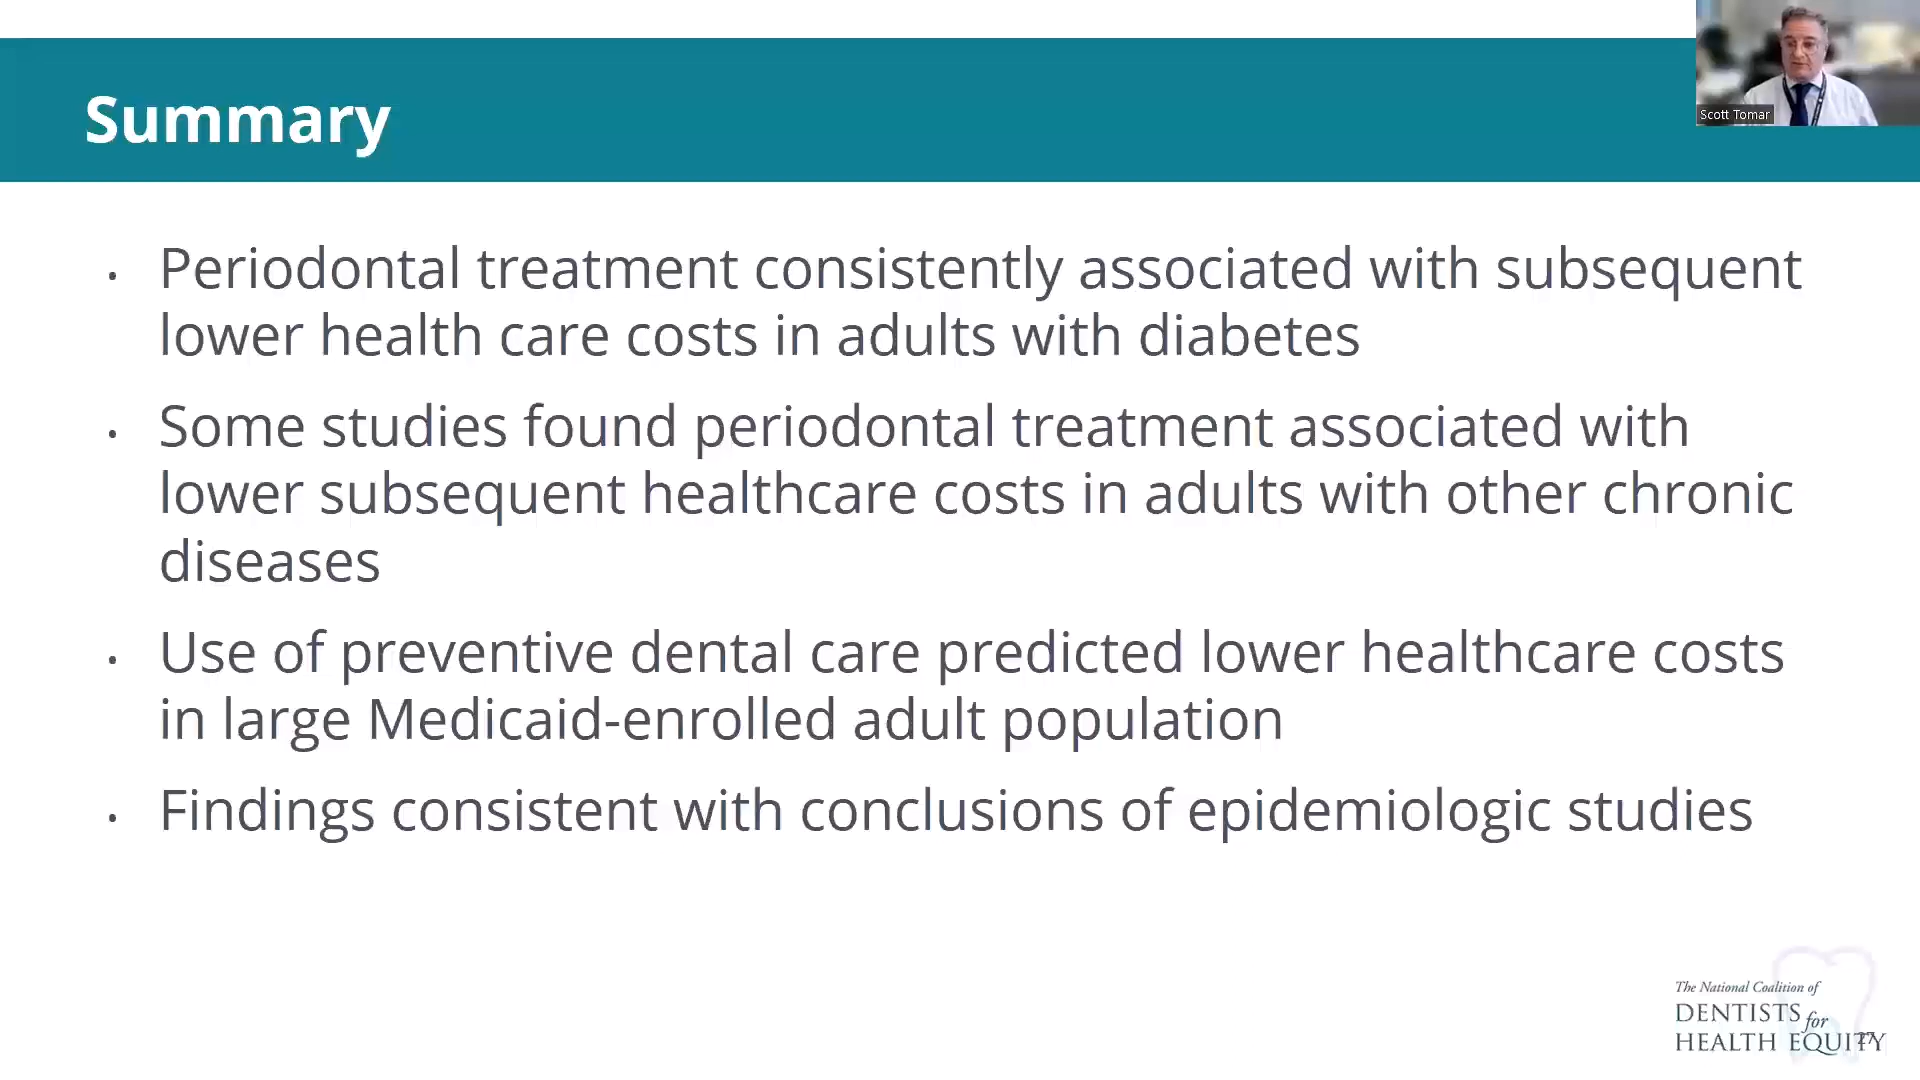 Scott Tomar
Summary
• Periodontal treatment consistently associated with subsequent
lower health care costs in adults with diabetes
• Some studies found periodontal treatment associated with
lower subsequent healthcare costs in adults with other chronic
diseases
• Use of preventive dental care predicted lower healthcare costs
in large Medicaid-enrolled adult population
• Findings consistent with conclusions of epidemiologic studies
The National Coalition of
DENTISTS for
HEALTH EQUITY
27